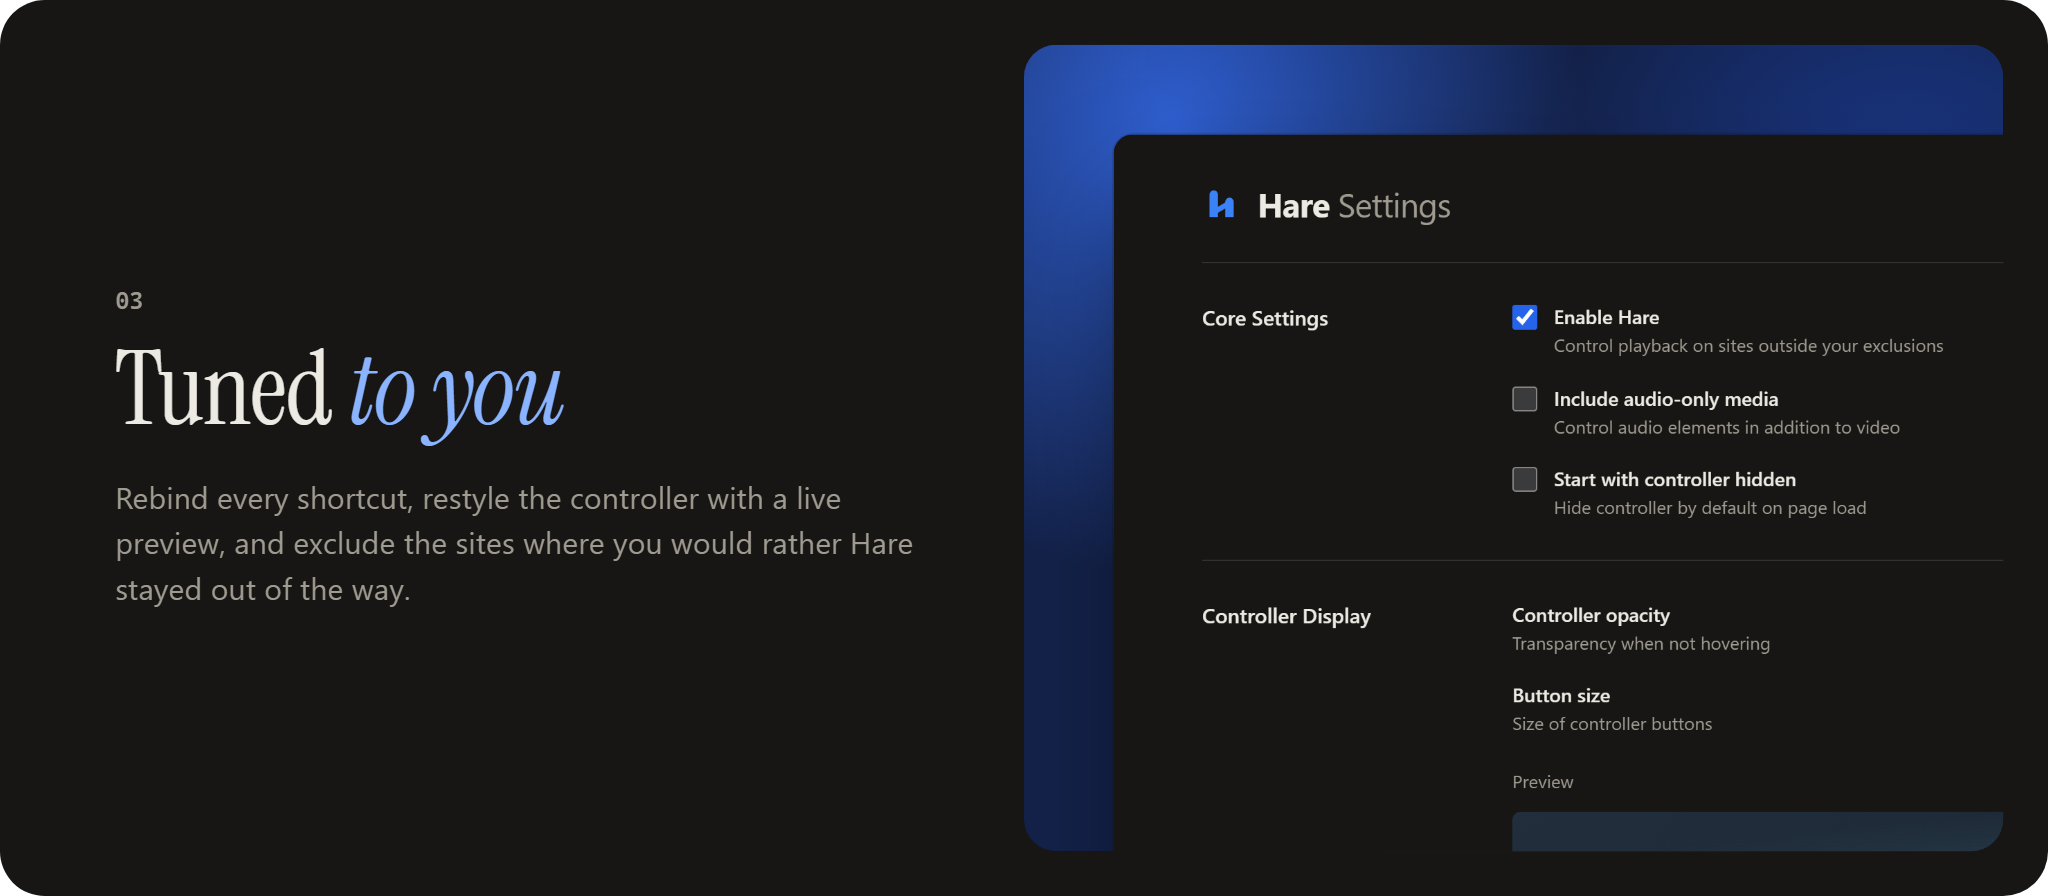 03
Tuned to you
Rebind every shortcut, restyle the controller with a live
preview, and exclude the sites where you would rather Hare
stayed out of the way.
Hare Settings
Core Settings
Enable Hare
Control playback on sites outside your exclusions
Include audio-only media
Control audio elements in addition to video
Start with controller hidden
Hide controller by default on page load
Controller Display
Controller opacity
Transparency when not hovering
Button size
Size of controller buttons
Preview